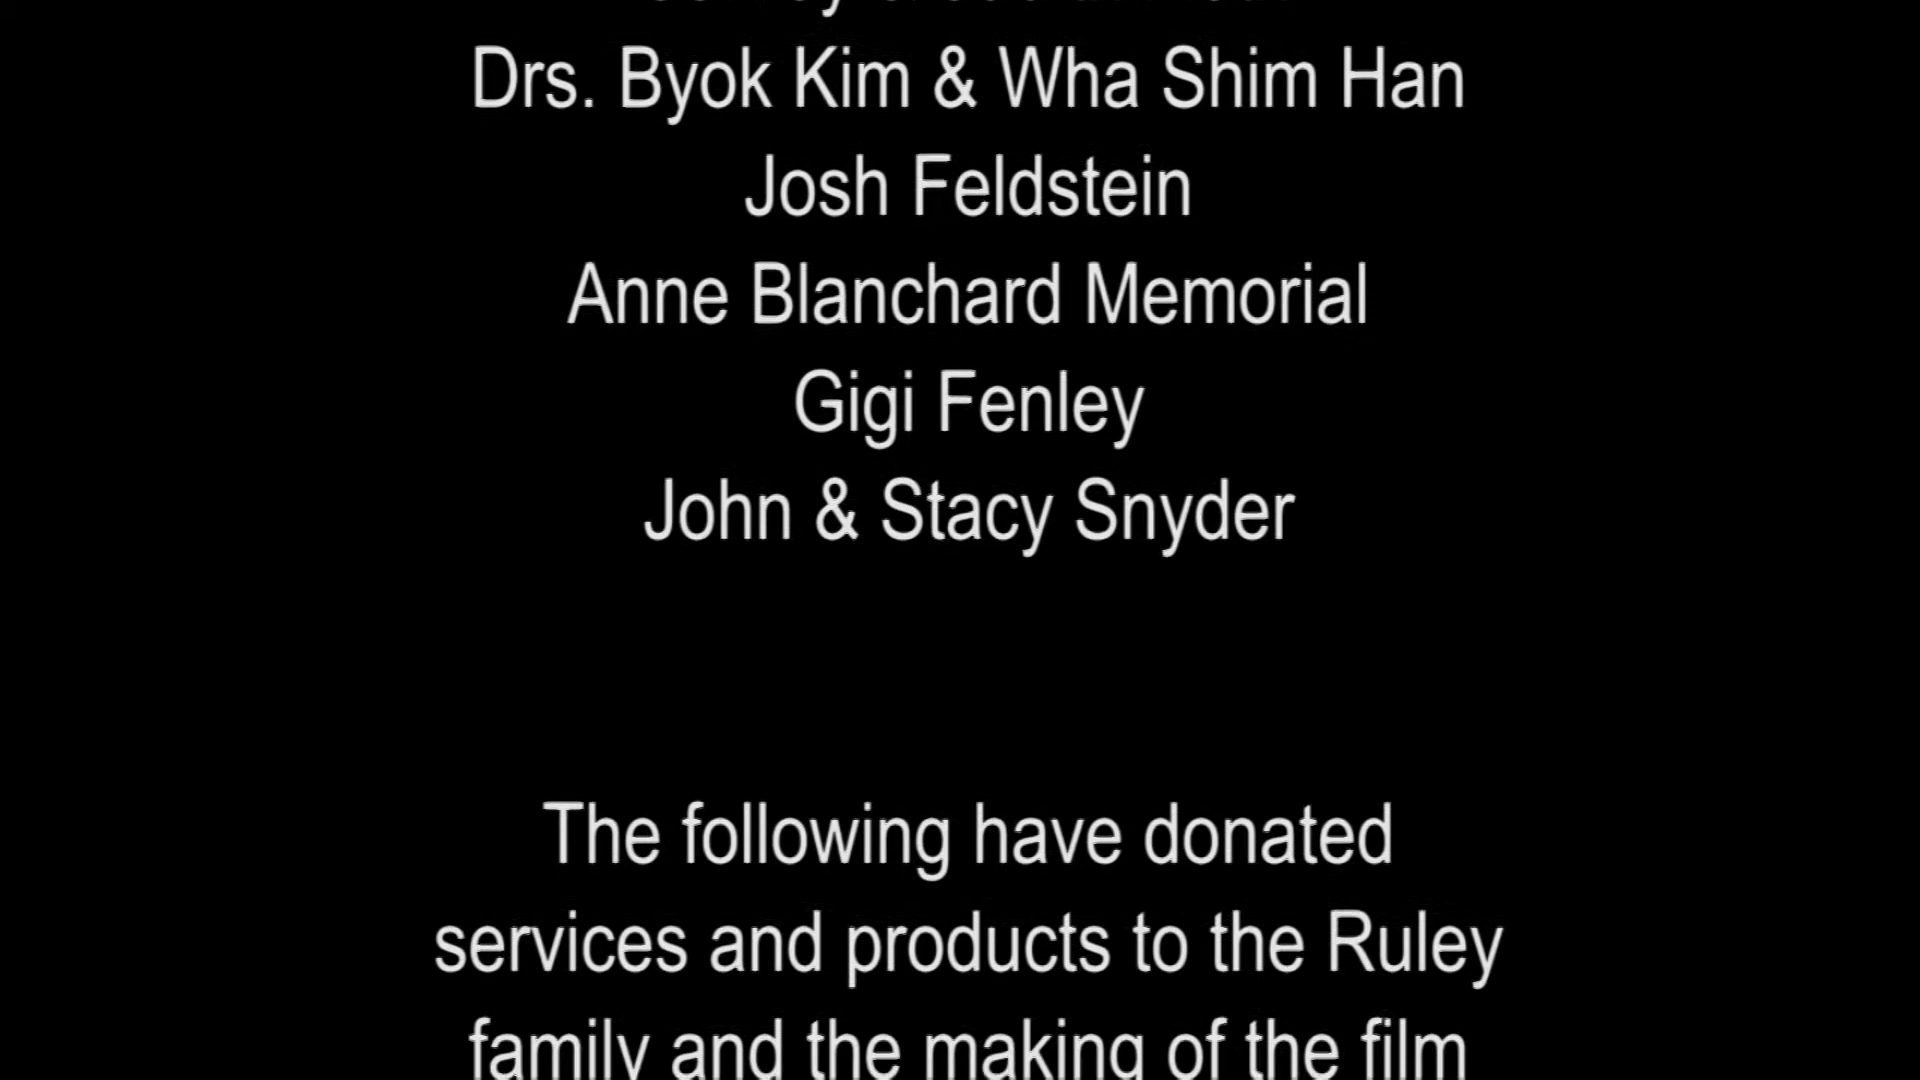 Drs. Byok Kim & Wha Shim Han
Josh Feldstein
Anne Blanchard Memorial
Gigi Fenley
John & Stacy Snyder
The following have donated
services and products to the Ruley
family and the making of the film